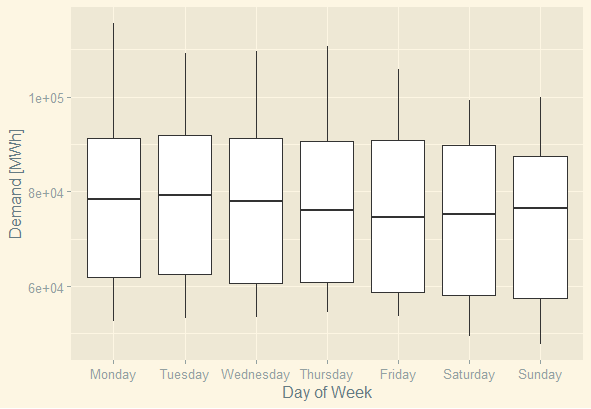 Demand [MWh]
1e+05
8e+04
6e+04
Monday Tuesday Wednesday Thursday Friday Saturday Sunday
Day of Week